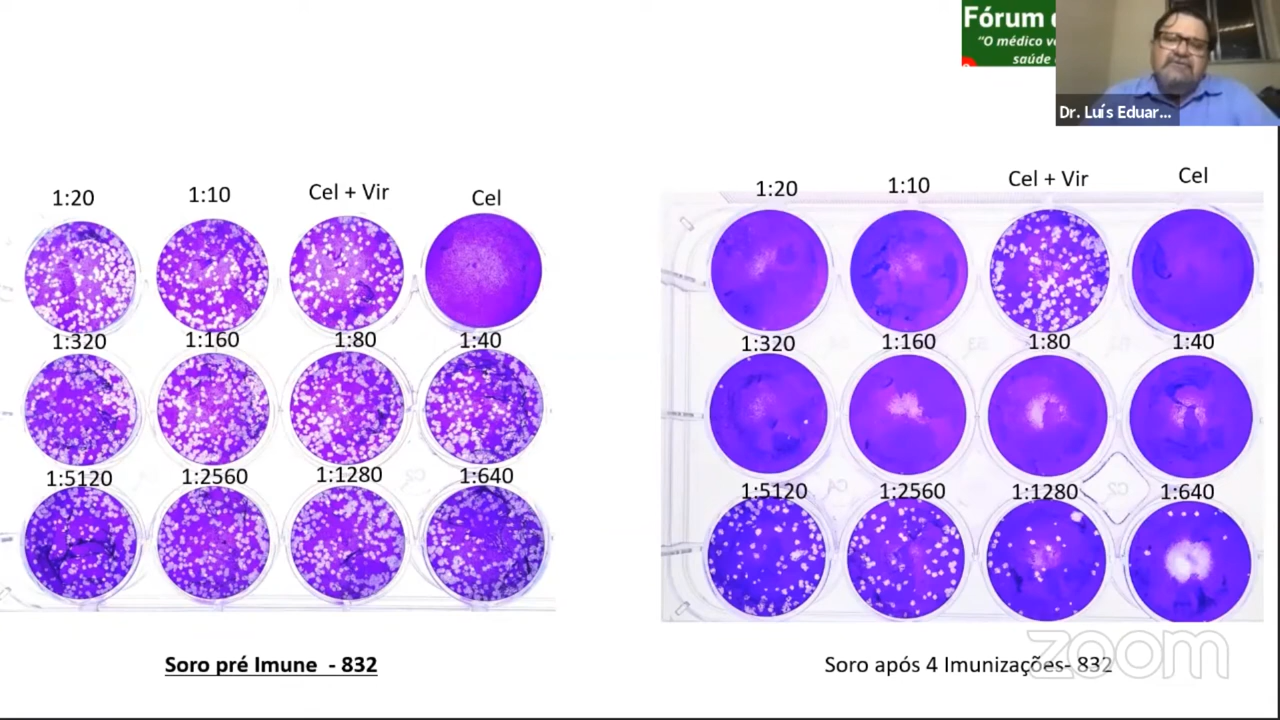 Fórum
"O médico
saúde
Dr. Luís Eduar...
1:20 1:10 Cel + Vir Cel
1:320 1:160 1:80 1:40
1:5120 1:2560 1:1280 1:640
Soro pré Imune - 832
1:20 1:10 Cel + Vir Cel
1:320 1:160 1:80 1:40
1:5120 1:2560 1:1280 1:640
Soro após 4 Imunizações- 832
zoom